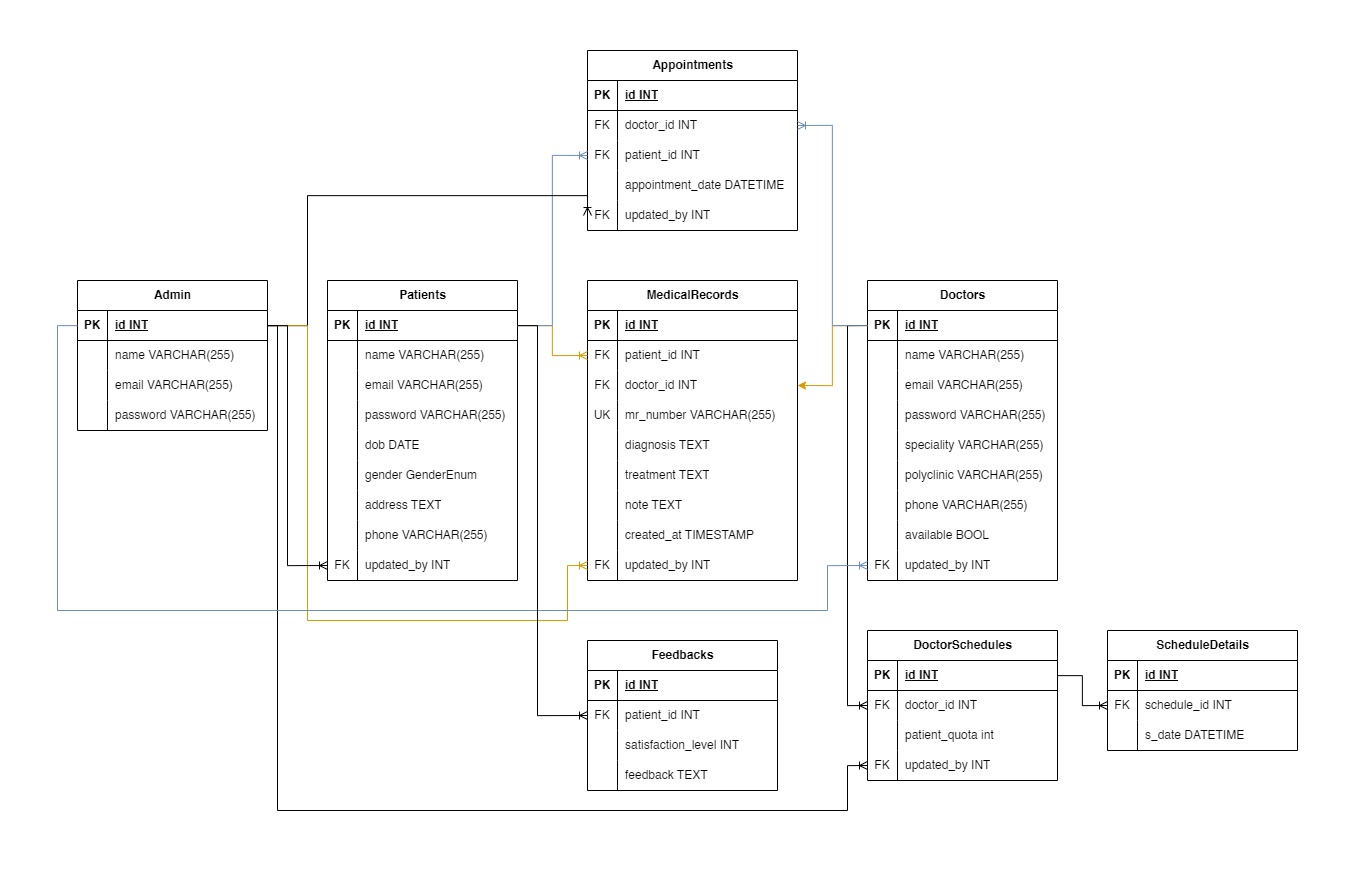 Appointments
PK id INT
FK doctor_id INT
FK patient_id INT
appointment_date DATETIME
FK updated_by INT
Admin
PK id INT
name VARCHAR(255)
email VARCHAR(255)
password VARCHAR(255)
Patients
PK id INT
name VARCHAR(255)
email VARCHAR(255)
password VARCHAR(255)
dob DATE
gender GenderEnum
address TEXT
phone VARCHAR(255)
FK updated_by INT
MedicalRecords
PK id INT
FK patient_id INT
FK doctor_id INT
UK mr_number VARCHAR(255)
diagnosis TEXT
treatment TEXT
note TEXT
created_at TIMESTAMP
FK updated_by INT
Doctors
PK id INT
name VARCHAR(255)
email VARCHAR(255)
password VARCHAR(255)
speciality VARCHAR(255)
polyclinic VARCHAR(255)
phone VARCHAR(255)
available BOOL
FK updated_by INT
Feedbacks
PK id INT
FK patient_id INT
satisfaction_level INT
feedback TEXT
DoctorSchedules
PK id INT
FK doctor_id INT
patient_quota int
FK updated_by INT
ScheduleDetails
PK id INT
FK schedule_id INT
s_date DATETIME